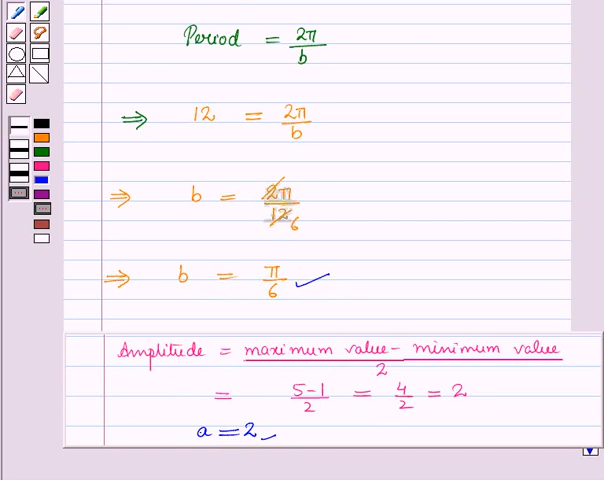 Period = 2π/b
⇒ 12 = 2π/b
⇒ b = 2π/12 6
⇒ b = π/6 ✓
Amplitude = maximum value - minimum value / 2
= 5-1/2 = 4/2 = 2
a = 2 ✓